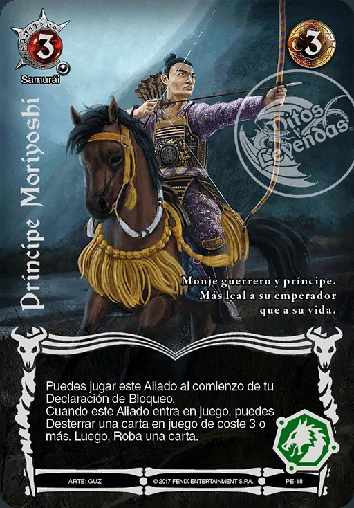 3
3
Samurái
Mitos
y
Leyendas
Príncipe Moriyoshi
Monje guerrero y príncipe.
Más leal a su emperador
que a su vida.
Puedes jugar este Aliado al comienzo de tu
Declaración de Bloqueo.
Cuando este Aliado entra en juego, puedes
Desterrar una carta en juego de coste 3 o
más. Luego, Roba una carta.
ARTE: GUZ
© 2017 FENIX ENTERTAINMENT S.P.A.
PE-18